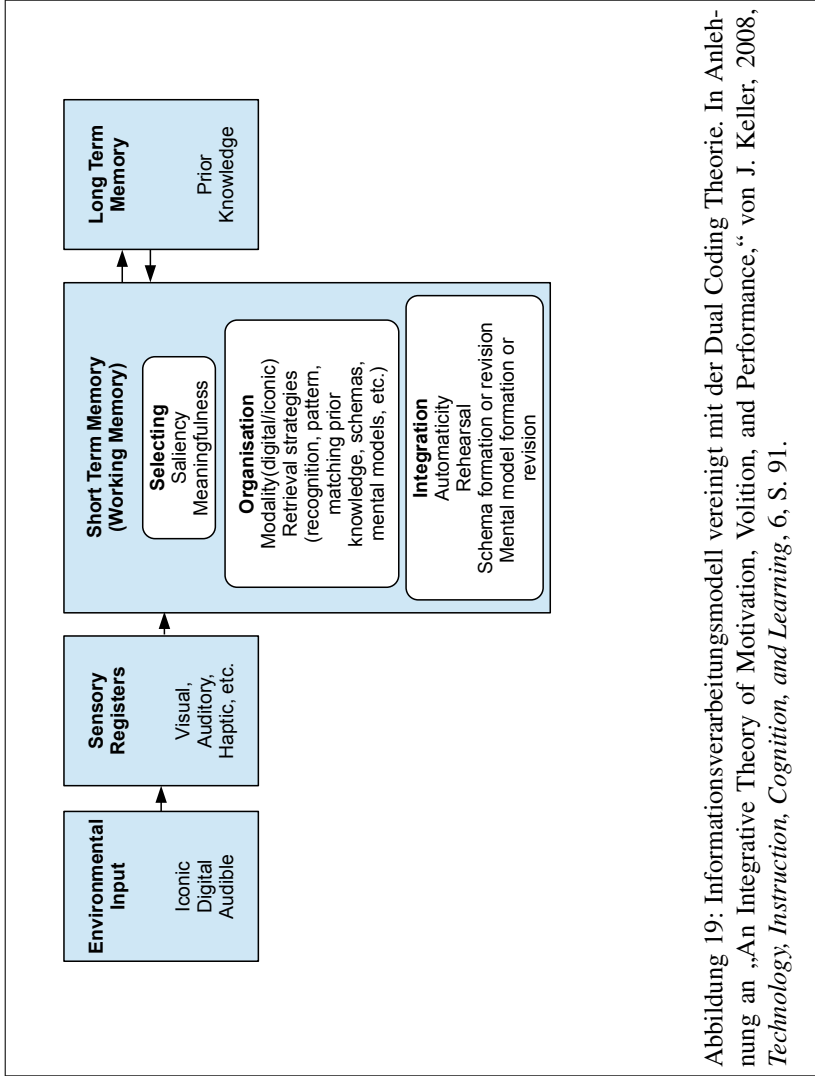 Environmental
Input
Iconic
Digital
Audible
Sensory
Registers
Visual,
Auditory,
Haptic, etc.
Short Term Memory
(Working Memory)
Selecting
Saliency
Meaningfulness
Organisation
Modality(digital/iconic)
Retrieval strategies
(recognition, pattern,
matching prior
knowledge, schemas,
mental models, etc.)
Integration
Automaticity
Rehearsal
Schema formation or revision
Mental model formation or
revision
Long Term
Memory
Prior
Knowledge
Abbildung 19: Informationsverarbeitungsmodell vereinigt mit der Dual Coding Theorie. In Anleh-
nung an „An Integrative Theory of Motivation, Volition, and Performance,“ von J. Keller, 2008,
Technology, Instruction, Cognition, and Learning, 6, S. 91.